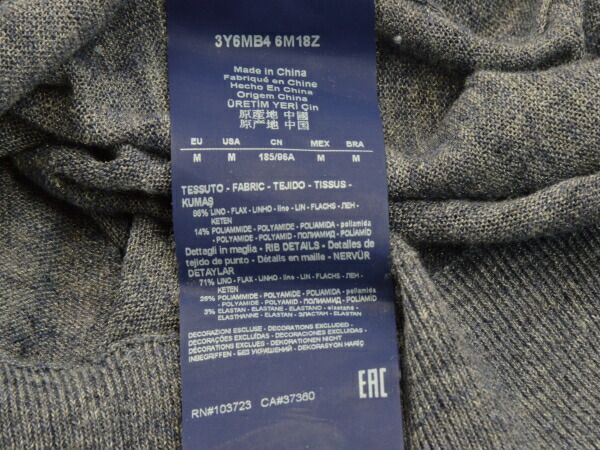 3Y6MB4 6M18Z
Made in China
Fabriqué en Chine
Hecho En China
Origem China
ÜRETİM YERİ Çin
原產地 中國
原产地 中国
EU USA CN MEX BRA
M M 185/96A M M
TESSUTO - FABRIC - TEJIDO - TISSUS -
KUMAŞ
86% LINO - FLAX - LINHO - lino - LIN - FLACHS - ЛЕН -
KETEN
14% POLIAMMIDE - POLYAMIDE - POLIAMIDA - poliamida
- POLYAMIDE - POLYAMID - ПОЛИАМИД - POLİAMİD
Dettagli in maglia - RIB DETAILS - Detalles de
tejido de punto - Détails en maille - NERVÜR
DETAYLAR
71% LINO - FLAX - LINHO - lino - LIN - FLACHS - ЛЕН -
KETEN
26% POLIAMMIDE - POLYAMIDE - POLIAMIDA - poliamida
- POLYAMIDE - POLYAMID - ПОЛИАМИД - POLİAMİD
3% ELASTAN - ELASTANE - ELASTANO - elastano -
ELASTHANNE - ELASTAN - ЭЛАСТАН - ELASTAN
DECORAZIONI ESCLUSE - DECORATIONS EXCLUDED -
DECORAÇÕES EXCLUÍDAS - DECORACIONES EXCLUIDAS -
DECORATIONS EXCLUES - DEKORATIONEN NICHT
INBEGRIFFEN - БЕЗ УКРАШЕНИЙ - DEKORASYON HARİÇ
EAC
RN#103723 CA#37360